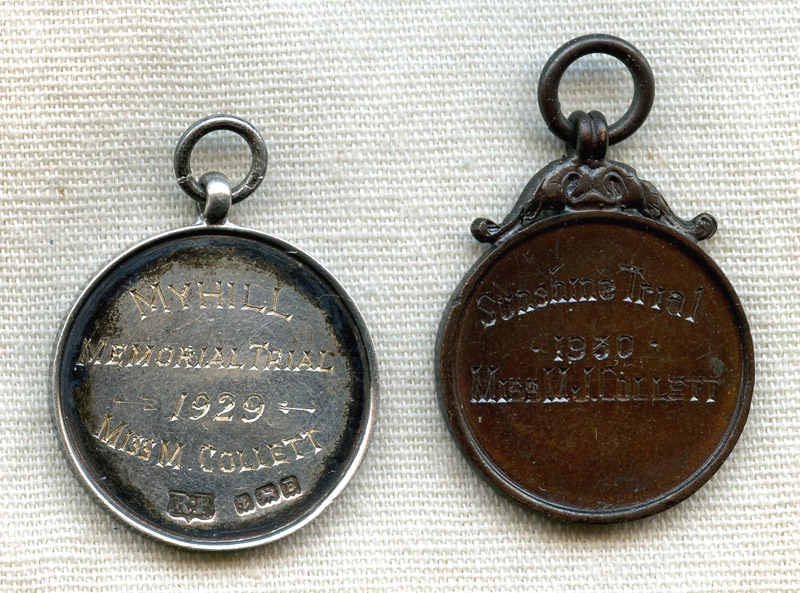 MYHILL
MEMORIAL TRIAL
1929
MISS M. COLLETT
Sunshine Trial
1930
MISS M.J. COLLETT